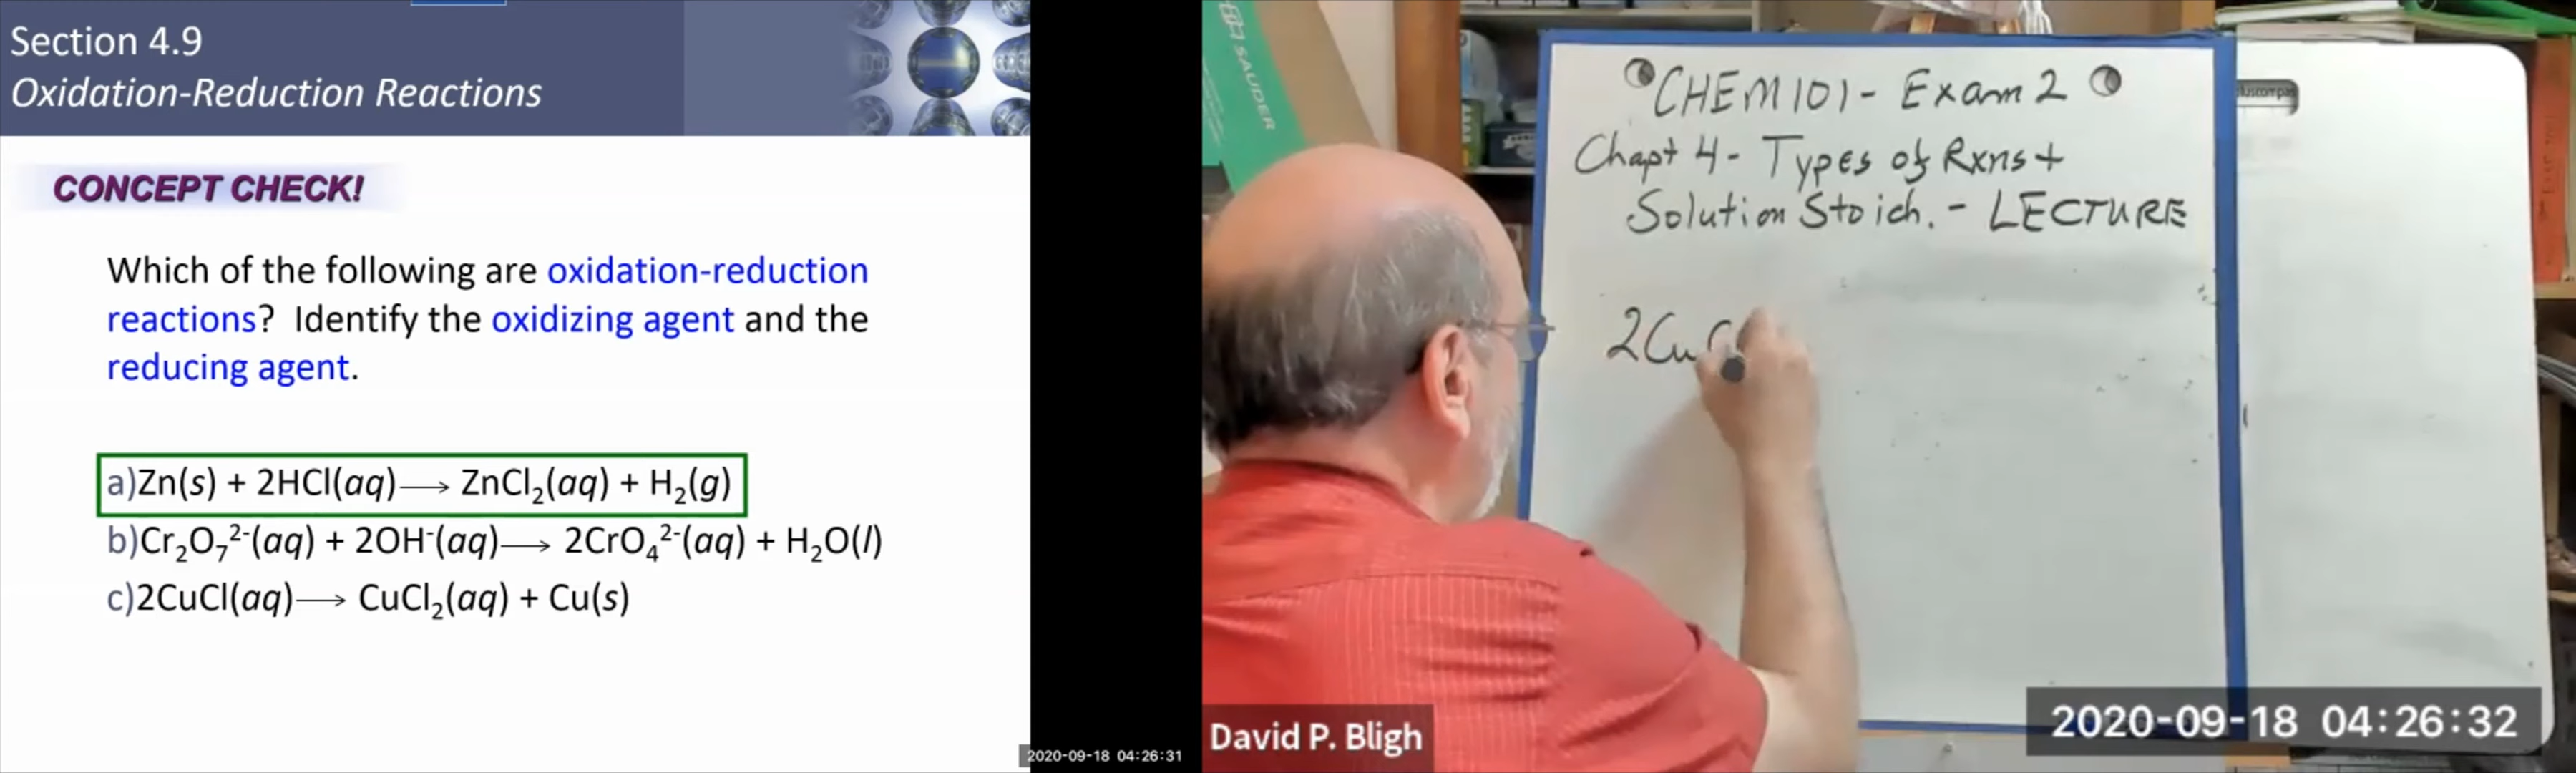 Section 4.9
Oxidation-Reduction Reactions
CONCEPT CHECK!
Which of the following are oxidation-reduction
reactions? Identify the oxidizing agent and the
reducing agent.
a)Zn(s) + 2HCl(aq)⟶ ZnCl₂(aq) + H₂(g)
b)Cr₂O₇²⁻(aq) + 2OH⁻(aq)⟶ 2CrO₄²⁻(aq) + H₂O(l)
c)2CuCl(aq)⟶ CuCl₂(aq) + Cu(s)
2020-09-18 04:26:31
SAUDER
CHEM 101 - Exam 2
Chapt 4 - Types of Rxns +
Solution Stoich. - LECTURE
2CuC
David P. Bligh
2020-09-18 04:26:32